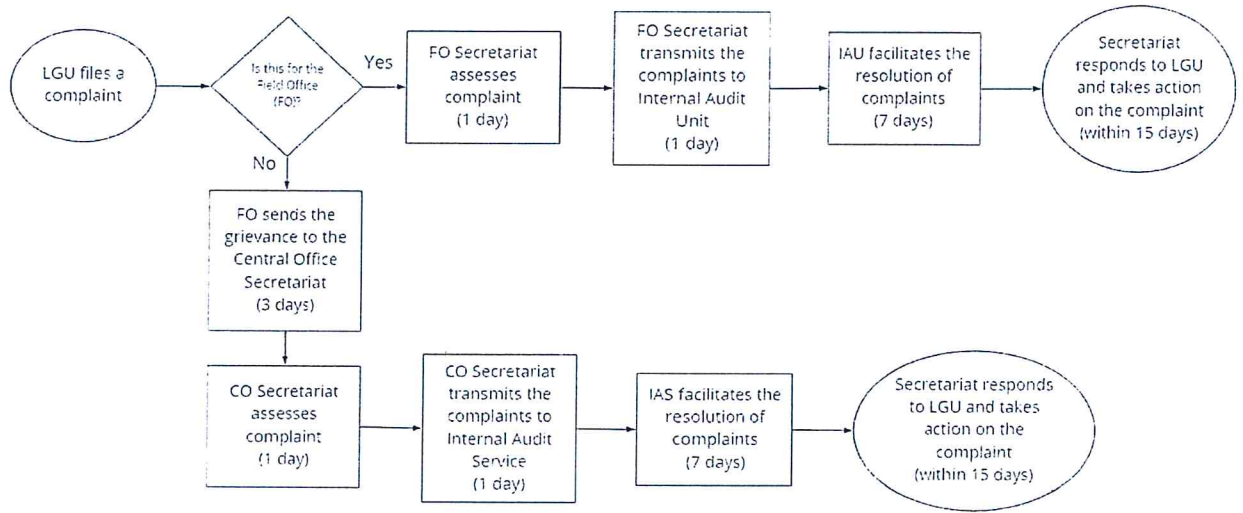 LGU files a
complaint
Is this for the
Field Office
(FO)?
Yes
FO Secretariat
assesses
complaint
(1 day)
FO Secretariat
transmits the
complaints to
Internal Audit
Unit
(1 day)
IAU facilitates the
resolution of
complaints
(7 days)
Secretariat
responds to LGU
and takes action
on the complaint
(within 15 days)
No
FO sends the
grievance to the
Central Office
Secretariat
(3 days)
CO Secretariat
assesses
complaint
(1 day)
CO Secretariat
transmits the
complaints to
Internal Audit
Service
(1 day)
IAS facilitates the
resolution of
complaints
(7 days)
Secretariat responds
to LGU and takes
action on the
complaint
(within 15 days)